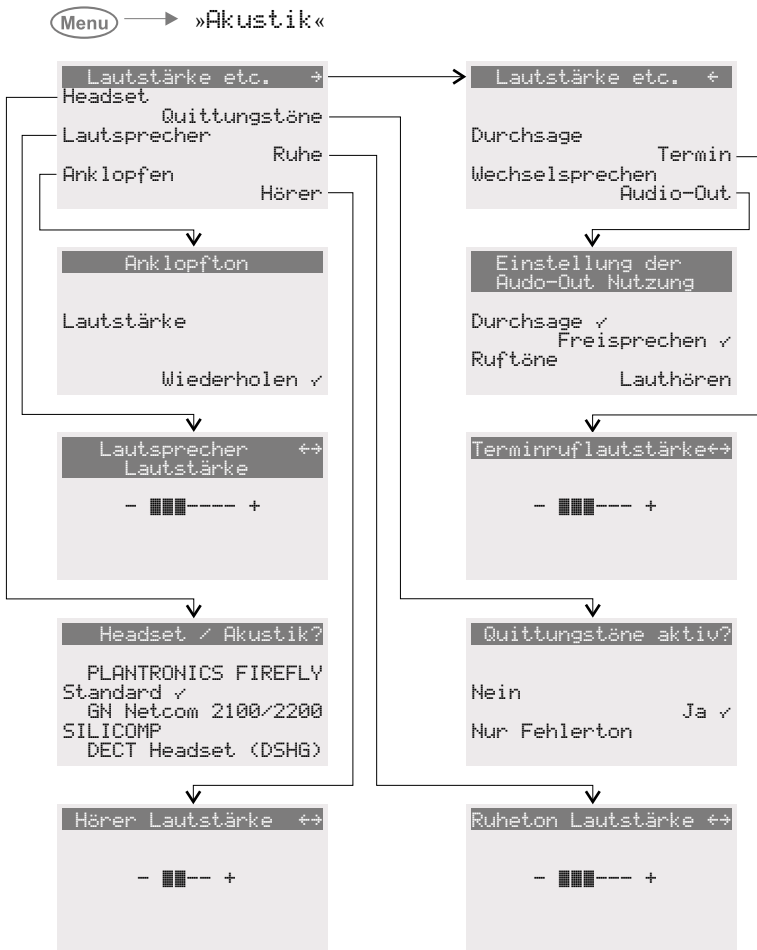 Menu »Akustik«
Lautstärke etc. →
Headset
Quittungstöne
Lautsprecher
Ruhe
Anklopfen
Hörer
Lautstärke etc. ←
Durchsage
Termin
Wechselsprechen
Audio-Out
Anklopfton
Lautstärke
Wiederholen ✓
Einstellung der
Audo-Out Nutzung
Durchsage ✓
Freisprechen ✓
Ruftöne
Lauthören
Lautsprecher ←→
Lautstärke
- ▓▓▓---- +
Terminruflautstärke←→
- ▓▓▓--- +
Headset / Akustik?
PLANTRONICS FIREFLY
Standard ✓
GN Netcom 2100/2200
SILICOMP
DECT Headset (DSHG)
Quittungstöne aktiv?
Nein
Ja ✓
Nur Fehlerton
Hörer Lautstärke ←→
- ▓▓-- +
Ruheton Lautstärke ←→
- ▓▓▓--- +